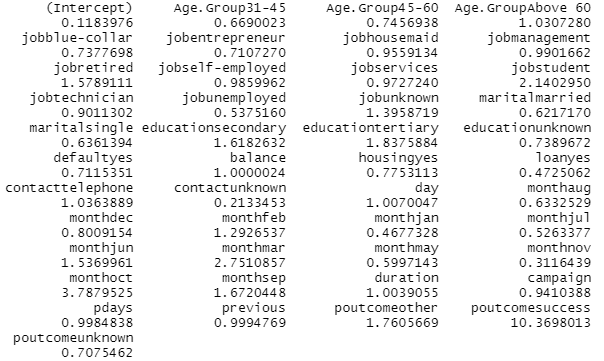 (Intercept) Age.Group31-45 Age.Group45-60 Age.GroupAbove 60
0.1183976 0.6690023 0.7456938 1.0307280
jobblue-collar jobentrepreneur jobhousemaid jobmanagement
0.7377698 0.7107270 0.9559134 0.9901662
jobretired jobself-employed jobservices jobstudent
1.5789111 0.9859962 0.9727240 2.1402950
jobtechnician jobunemployed jobunknown maritalmarried
0.9011302 0.5375160 1.3958719 0.6217170
maritalsingle educationsecondary educationtertiary educationunknown
0.6361394 1.6182632 1.8375884 0.7389672
defaultyes balance housingyes loanyes
0.7115351 1.0000024 0.7753113 0.4725062
contacttelephone contactunknown day monthaug
1.0363889 0.2133453 1.0070047 0.6332529
monthdec monthfeb monthjan monthjul
0.8009154 1.2926537 0.4677328 0.5263377
monthjun monthmar monthmay monthnov
1.5369961 2.7510857 0.5997143 0.3116439
monthoct monthsep duration campaign
3.7879525 1.6720448 1.0039055 0.9410388
pdays previous poutcomeother poutcomesuccess
0.9984838 0.9994769 1.7605669 10.3698013
poutcomeunknown
0.7075462